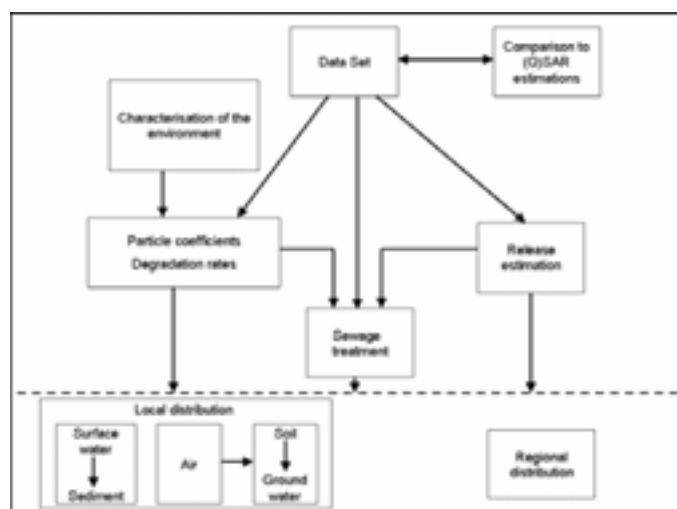 Data Set
Comparison to
(Q)SAR
estimations
Characterisation of the
environment
Particle coefficients
Degradation rates
Release
estimation
Sewage
treatment
Local distribution
Surface
water
Sediment
Air
Soil
Ground
water
Regional
distribution